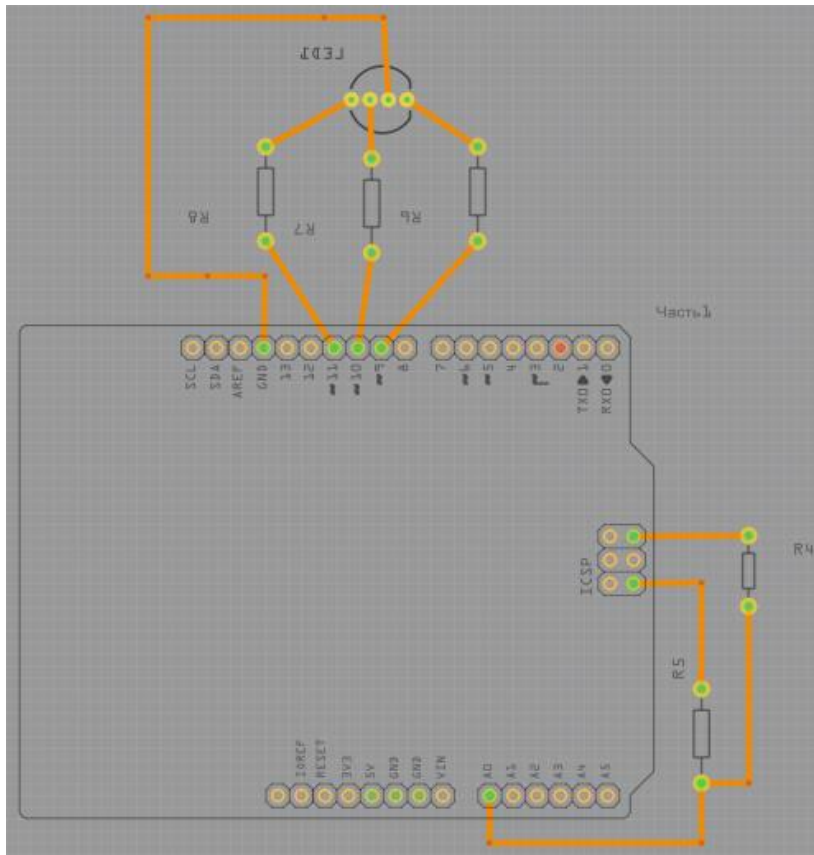 LED1
R8
R7
R6
Часть1
SCL
SDA
AREF
GND
13
12
~11
~10
~9
8
7
~6
~5
4
~3
2
TX0▶1
RX0◀0
ICSP
R4
R5
IOREF
RESET
3V3
5V
GND
GND
VIN
A0
A1
A2
A3
A4
A5